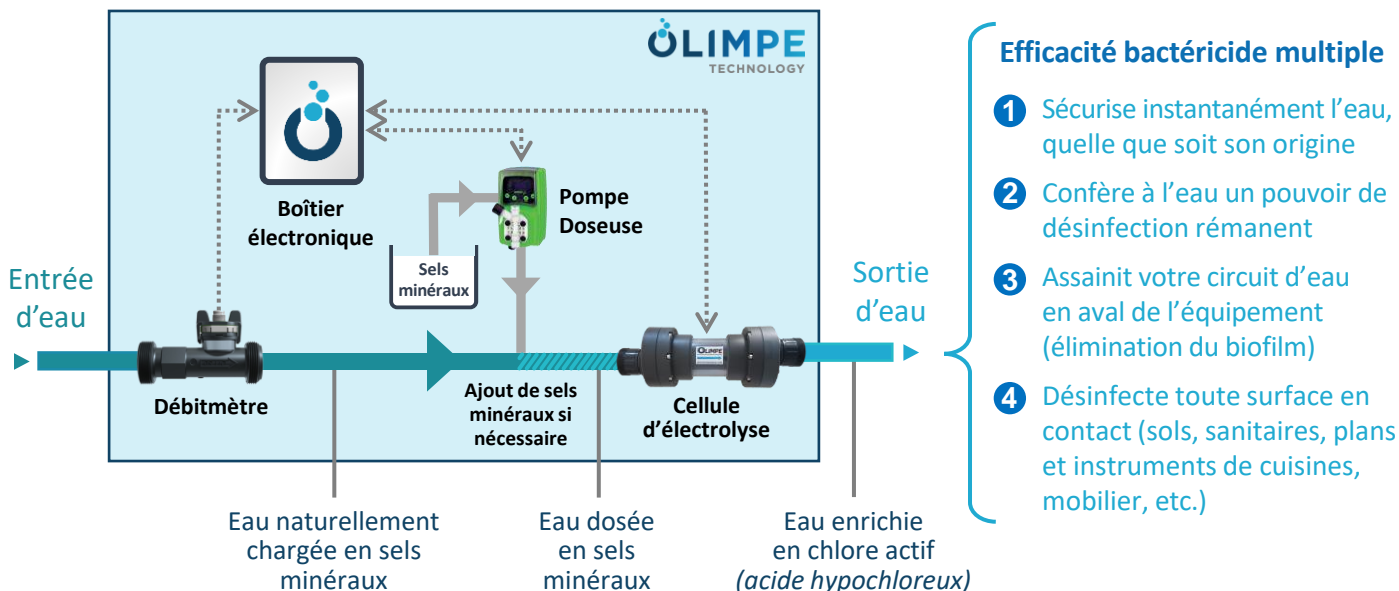 OLIMPE
TECHNOLOGY
Boîtier
électronique
Pompe
Doseuse
Sels
minéraux
Entrée
d'eau
Débitmètre
Ajout de sels
minéraux si
nécessaire
OLIMPE
Cellule
d'électrolyse
Sortie
d'eau
Eau naturellement
chargée en sels
minéraux
Eau dosée
en sels
minéraux
Eau enrichie
en chlore actif
(acide hypochloreux)
Efficacité bactéricide multiple
1 Sécurise instantanément l'eau,
quelle que soit son origine
2 Confère à l'eau un pouvoir de
désinfection rémanent
3 Assainit votre circuit d'eau
en aval de l'équipement
(élimination du biofilm)
4 Désinfecte toute surface en
contact (sols, sanitaires, plans
et instruments de cuisines,
mobilier, etc.)